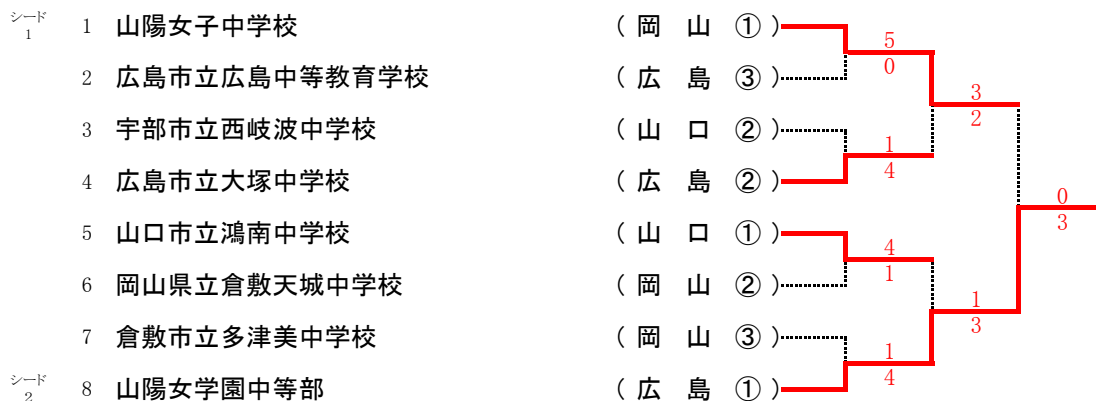 シード
1
1 山陽女子中学校 ( 岡 山 ① )
5
0
2 広島市立広島中等教育学校 ( 広 島 ③ )
3
2
3 宇部市立西岐波中学校 ( 山 口 ② )
1
4
4 広島市立大塚中学校 ( 広 島 ② )
0
3
5 山口市立鴻南中学校 ( 山 口 ① )
4
1
6 岡山県立倉敷天城中学校 ( 岡 山 ② )
1
3
7 倉敷市立多津美中学校 ( 岡 山 ③ )
1
4
シード
2
8 山陽女学園中等部 ( 広 島 ① )